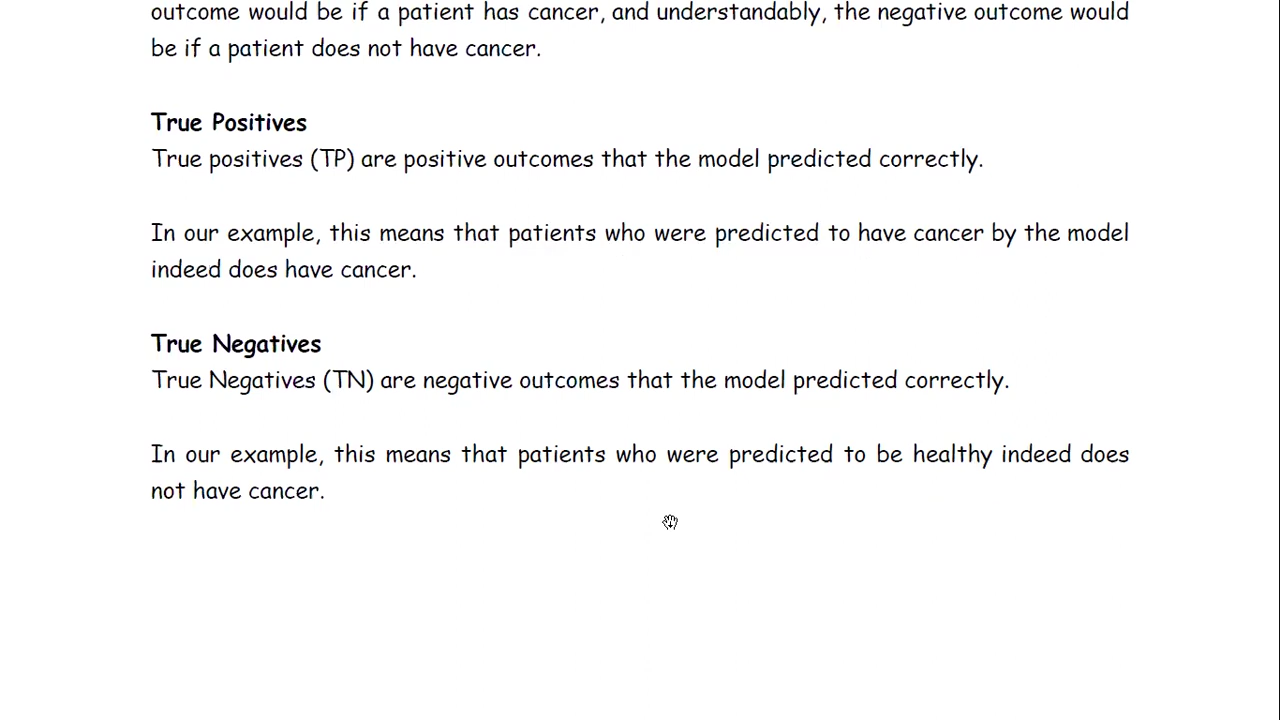 outcome would be if a patient has cancer, and understandably, the negative outcome would
be if a patient does not have cancer.
True Positives
True positives (TP) are positive outcomes that the model predicted correctly.
In our example, this means that patients who were predicted to have cancer by the model
indeed does have cancer.
True Negatives
True Negatives (TN) are negative outcomes that the model predicted correctly.
In our example, this means that patients who were predicted to be healthy indeed does
not have cancer.